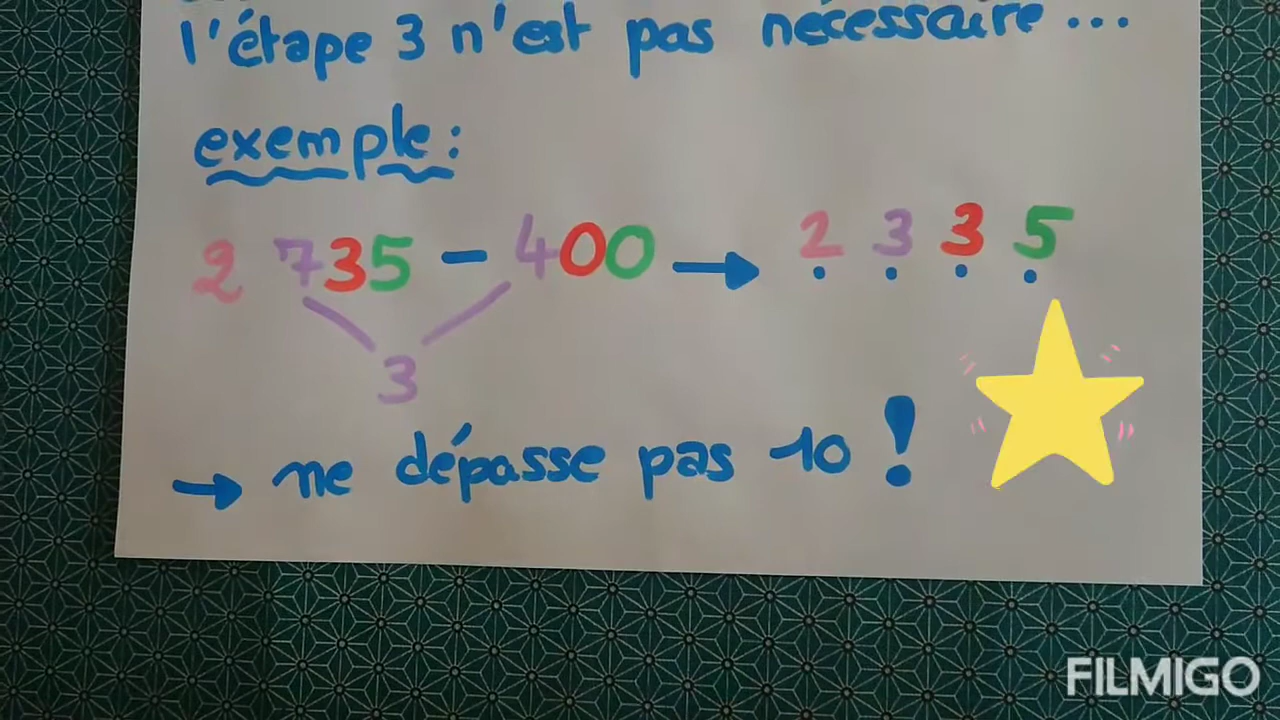 l'étape 3 n'est pas nécessaire...
exemple :
2 735 - 400 → 2 3 3 5
3
→ ne dépasse pas 10 !
FILMIGO